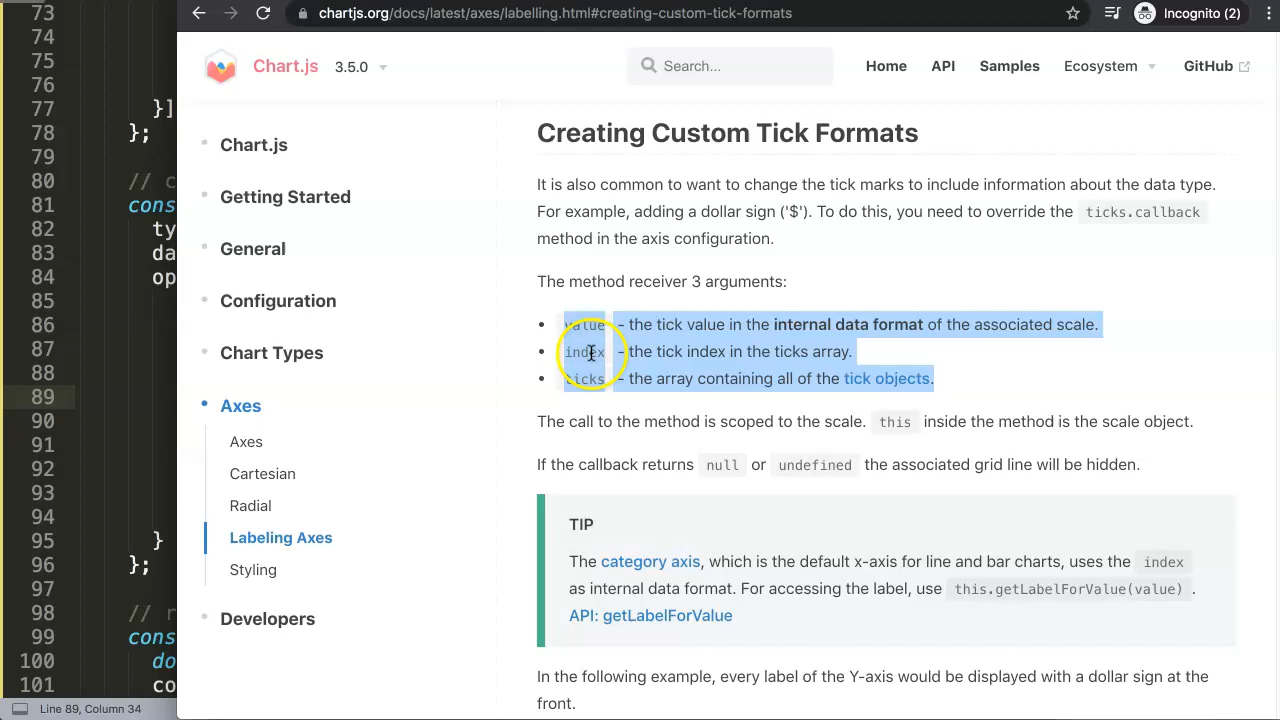 chartjs.org/docs/latest/axes/labelling.html#creating-custom-tick-formats
Incognito (2)
Chart.js 3.5.0
Search...
Home API Samples Ecosystem GitHub
Chart.js
Getting Started
General
Configuration
Chart Types
Axes
Axes
Cartesian
Radial
Labeling Axes
Styling
Developers
Creating Custom Tick Formats
It is also common to want to change the tick marks to include information about the data type.
For example, adding a dollar sign ('$'). To do this, you need to override the ticks.callback
method in the axis configuration.
The method receiver 3 arguments:
• value - the tick value in the internal data format of the associated scale.
• index - the tick index in the ticks array.
• ticks - the array containing all of the tick objects.
The call to the method is scoped to the scale. this inside the method is the scale object.
If the callback returns null or undefined the associated grid line will be hidden.
TIP
The category axis, which is the default x-axis for line and bar charts, uses the index
as internal data format. For accessing the label, use this.getLabelForValue(value) .
API: getLabelForValue
In the following example, every label of the Y-axis would be displayed with a dollar sign at the
front.
73
74
75
76
77 }]
78 };
79
80 // c
81 cons
82 ty
83 da
84 op
85
86
87
88
89
90
91
92
93
94
95 }
96 };
97
98 // r
99 cons
100 do
101 co
Line 89, Column 34